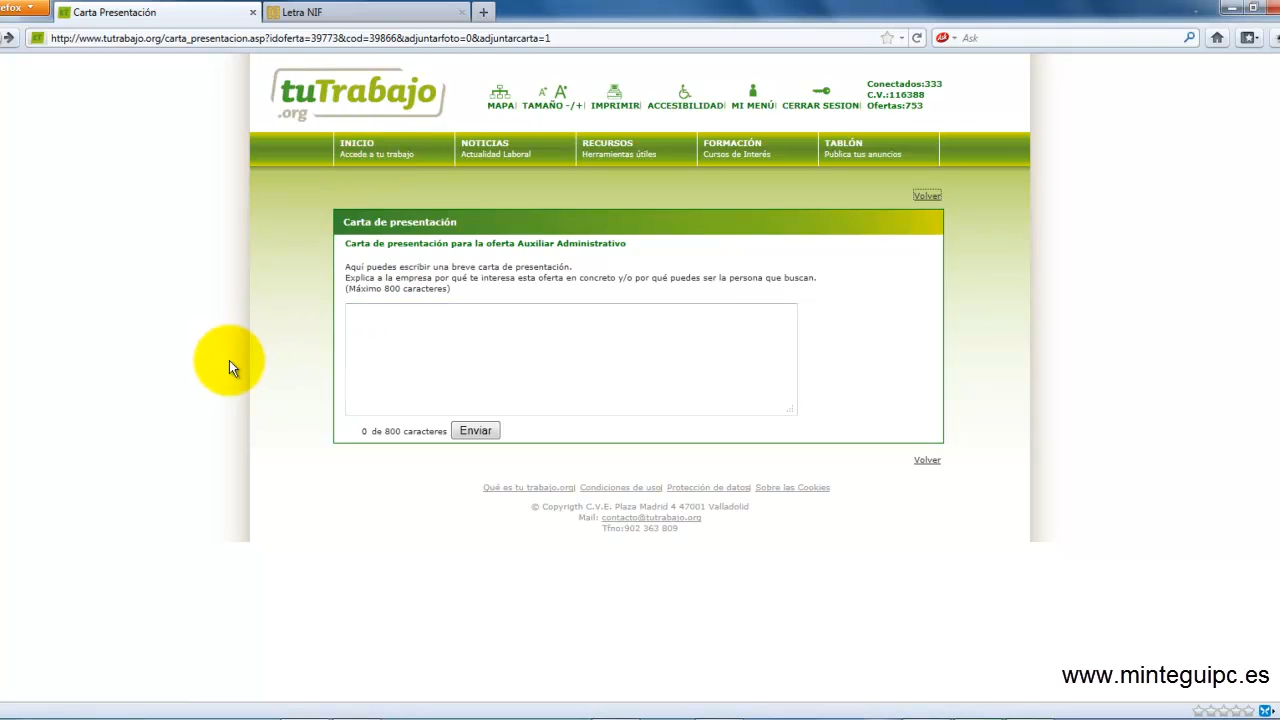 efox
Carta Presentación
Letra NIF
http://www.tutrabajo.org/carta_presentacion.asp?idoferta=39773&cod=39866&adjuntarfoto=0&adjuntarcarta=1
Ask
tuTrabajo
.org
MAPA
TAMAÑO -/+
IMPRIMIR
ACCESIBILIDAD
MI MENÚ
CERRAR SESION
Conectados:333
C.V.:116388
Ofertas:753
INICIO
Accede a tu trabajo
NOTICIAS
Actualidad Laboral
RECURSOS
Herramientas útiles
FORMACIÓN
Cursos de Interés
TABLÓN
Publica tus anuncios
Volver
Carta de presentación
Carta de presentación para la oferta Auxiliar Administrativo
Aquí puedes escribir una breve carta de presentación.
Explica a la empresa por qué te interesa esta oferta en concreto y/o por qué puedes ser la persona que buscan.
(Máximo 800 caracteres)
0 de 800 caracteres
Enviar
Volver
Qué es tu trabajo.org| Condiciones de uso| Protección de datos| Sobre las Cookies
© Copyrigth C.V.E. Plaza Madrid 4 47001 Valladolid
Mail: contacto@tutrabajo.org
Tfno:902 363 809
www.minteguipc.es